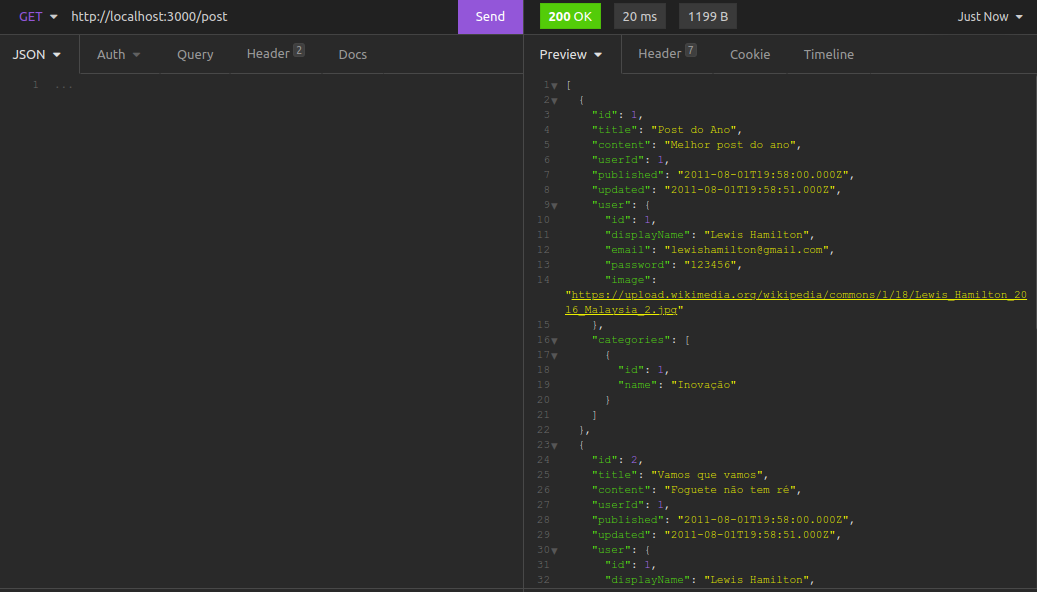 GET http://localhost:3000/post Send 200 OK 20 ms 1199 B Just Now
JSON Auth Query Header 2 Docs Preview Header 7 Cookie Timeline
1 ...
1 [
2 {
3 "id": 1,
4 "title": "Post do Ano",
5 "content": "Melhor post do ano",
6 "userId": 1,
7 "published": "2011-08-01T19:58:00.000Z",
8 "updated": "2011-08-01T19:58:51.000Z",
9 "user": {
10 "id": 1,
11 "displayName": "Lewis Hamilton",
12 "email": "lewishamilton@gmail.com",
13 "password": "123456",
14 "image":
"https://upload.wikimedia.org/wikipedia/commons/1/18/Lewis_Hamilton_20
16_Malaysia_2.jpg"
15 },
16 "categories": [
17 {
18 "id": 1,
19 "name": "Inovação"
20 }
21 ]
22 },
23 {
24 "id": 2,
25 "title": "Vamos que vamos",
26 "content": "Foguete não tem ré",
27 "userId": 1,
28 "published": "2011-08-01T19:58:00.000Z",
29 "updated": "2011-08-01T19:58:51.000Z",
30 "user": {
31 "id": 1,
32 "displayName": "Lewis Hamilton",